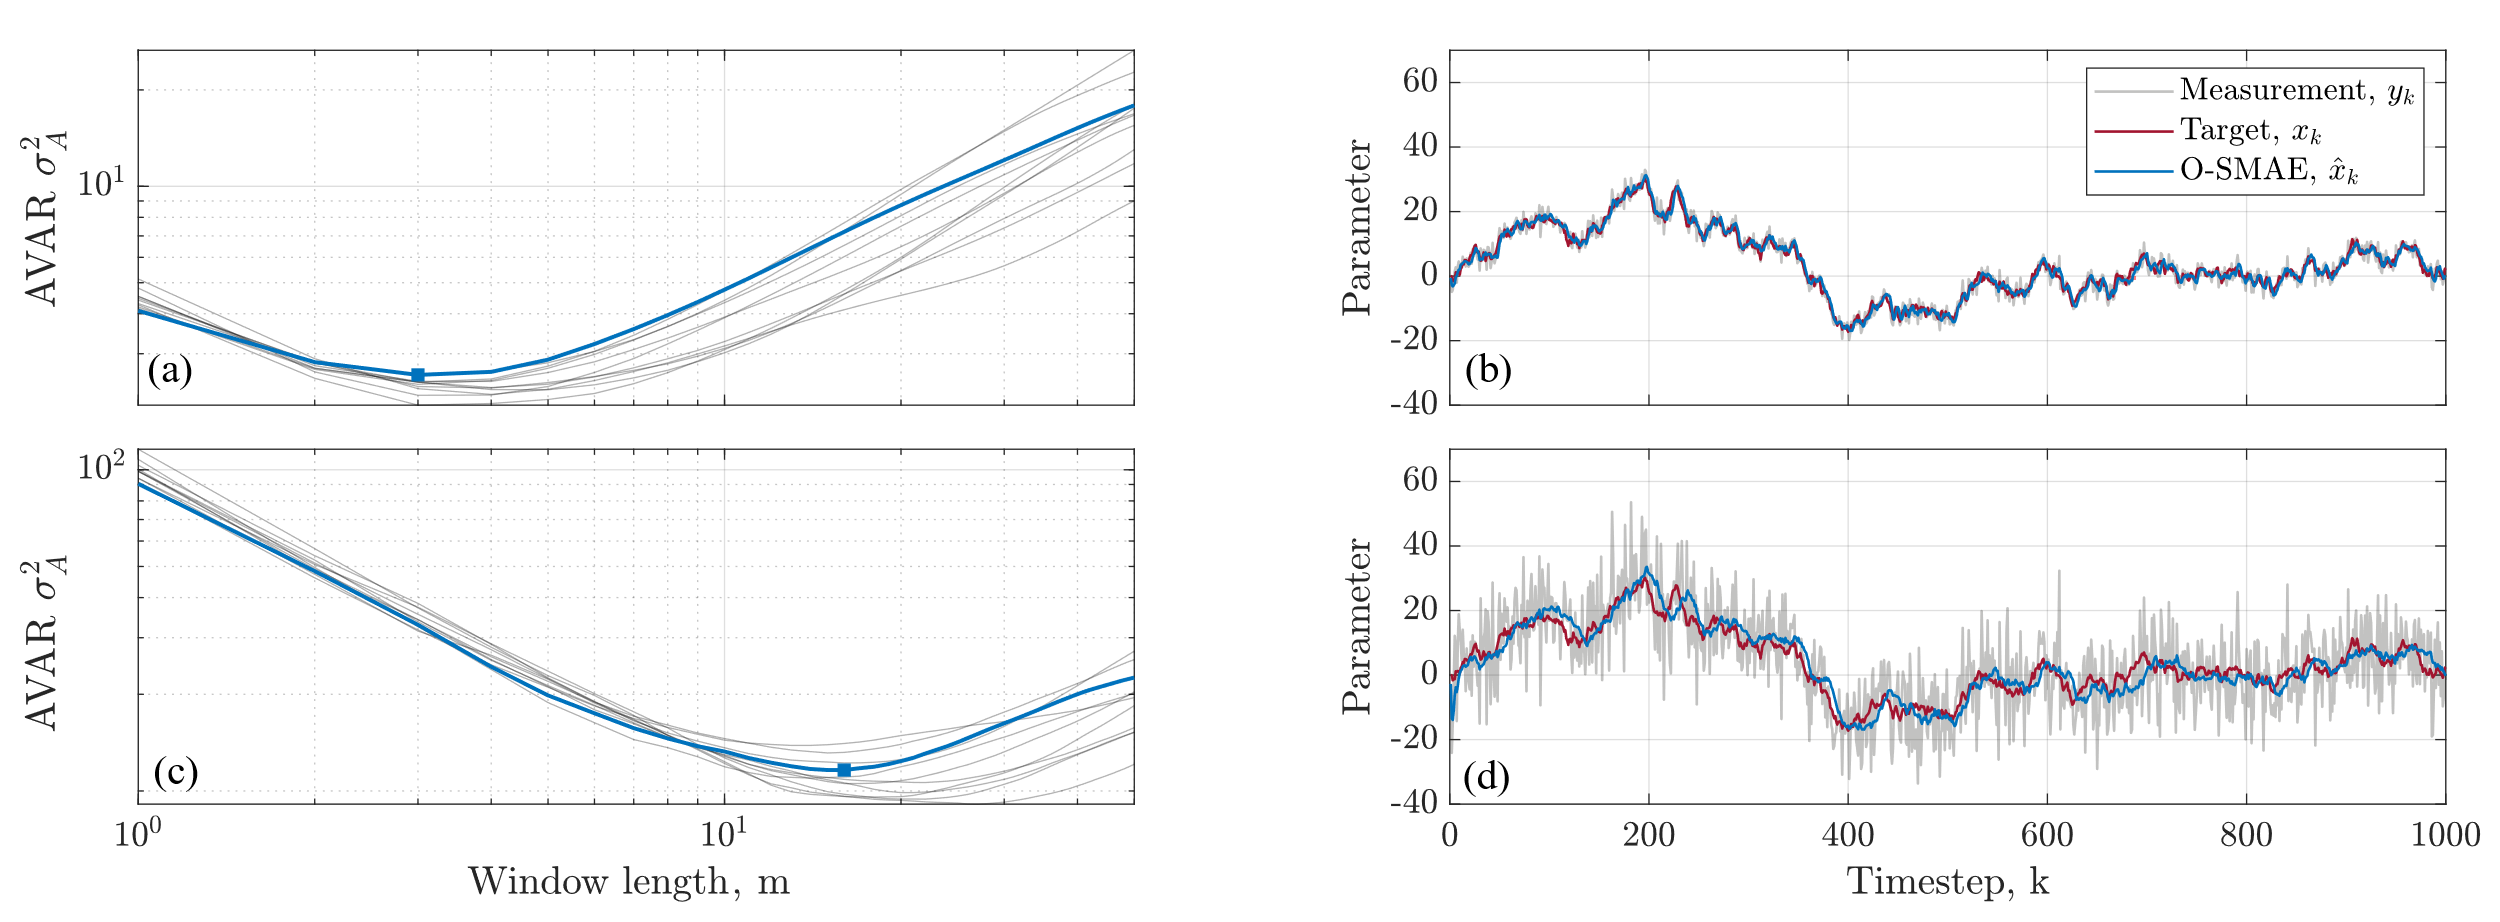 AVAR σ²_A
10¹
(a)
Parameter
60
40
20
0
-20
-40
(b)
Measurement, y_k
Target, x_k
O-SMAE, x̂_k
AVAR σ²_A
10²
(c)
10⁰
10¹
Window length, m
Parameter
60
40
20
0
-20
-40
(d)
0
200
400
600
800
1000
Timestep, k